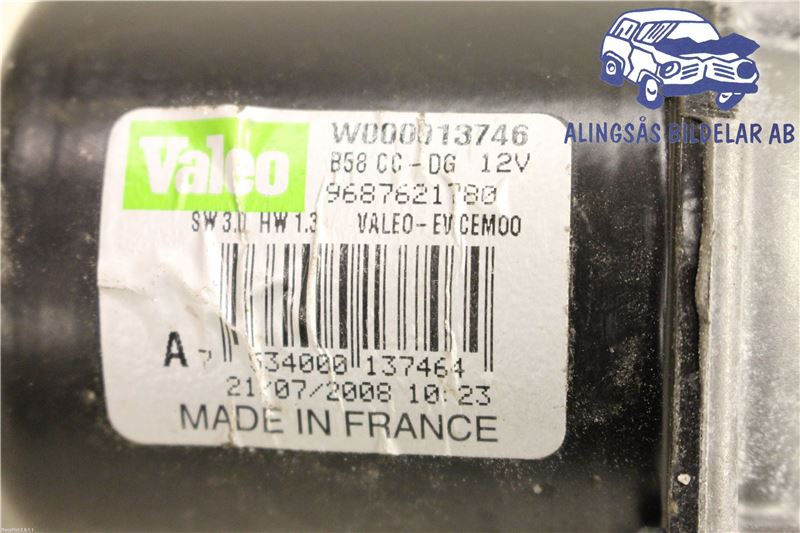 ALINGSÅS BILDELAR AB
Valeo
W000013746
B58 CC-DG 12V
9687621780
SW 3.0 HW 1.3 VALEO-EV CEM00
A 7 534000 137464
21/07/2008 10:23
MADE IN FRANCE